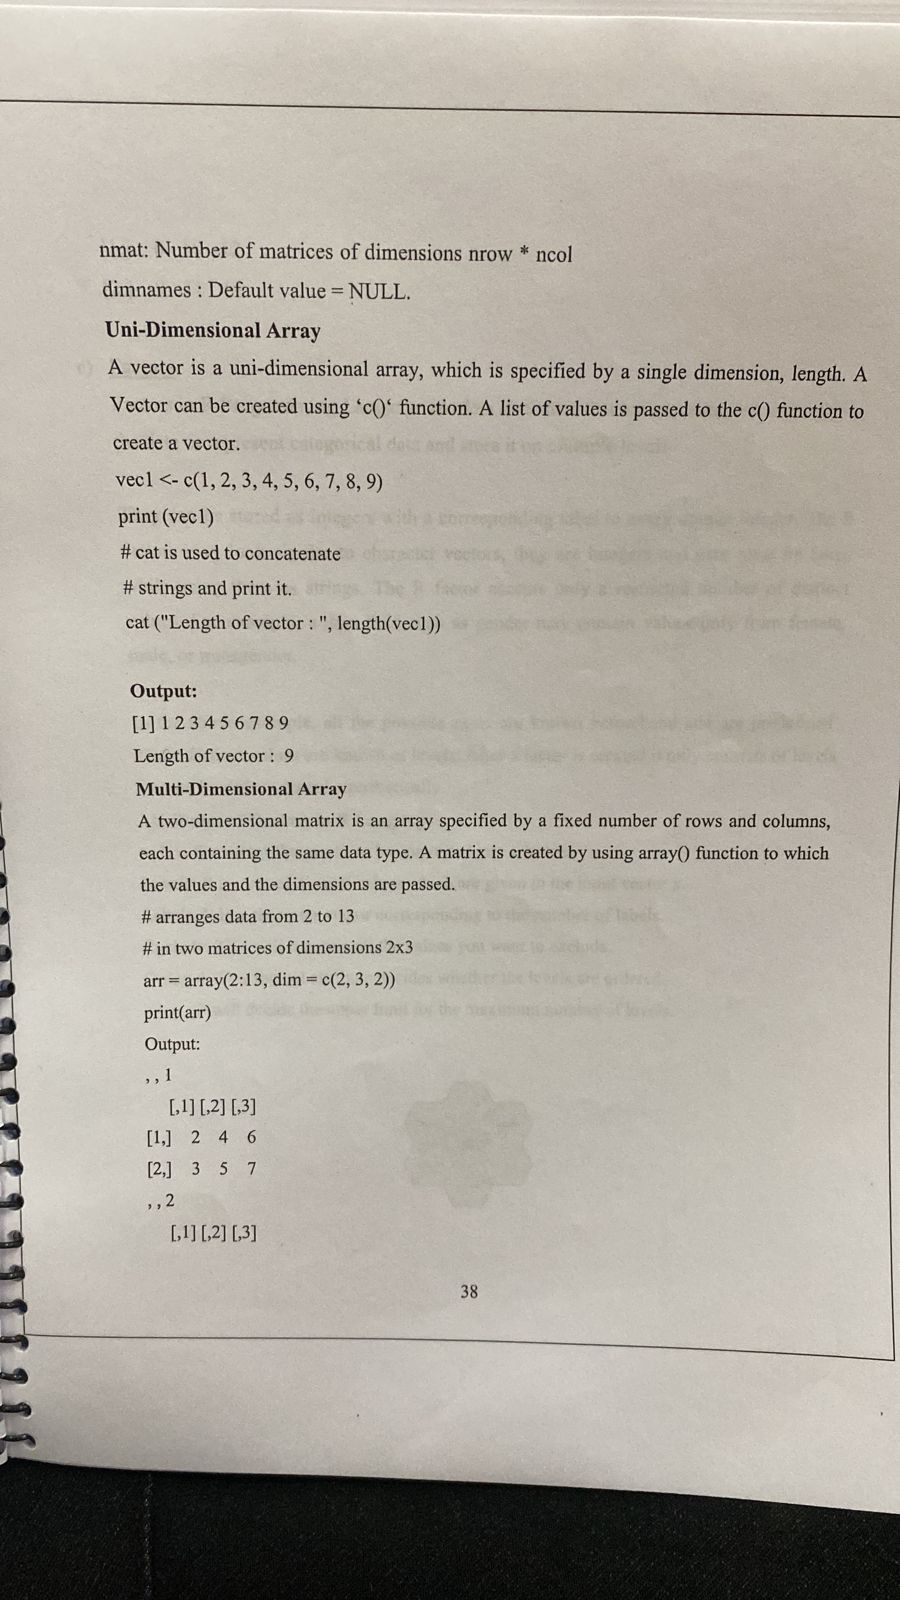 nmat: Number of matrices of dimensions nrow * ncol
dimnames : Default value = NULL.
Uni-Dimensional Array
A vector is a uni-dimensional array, which is specified by a single dimension, length. A
Vector can be created using ‘c()‘ function. A list of values is passed to the c() function to
create a vector.
vec1 <- c(1, 2, 3, 4, 5, 6, 7, 8, 9)
print (vec1)
# cat is used to concatenate
# strings and print it.
cat ("Length of vector : ", length(vec1))
Output:
[1] 1 2 3 4 5 6 7 8 9
Length of vector :  9
Multi-Dimensional Array
A two-dimensional matrix is an array specified by a fixed number of rows and columns,
each containing the same data type. A matrix is created by using array() function to which
the values and the dimensions are passed.
# arranges data from 2 to 13
# in two matrices of dimensions 2x3
arr = array(2:13, dim = c(2, 3, 2))
print(arr)
Output:
, , 1
[,1] [,2] [,3]
[1,] 2 4 6
[2,] 3 5 7
, , 2
[,1] [,2] [,3]
38